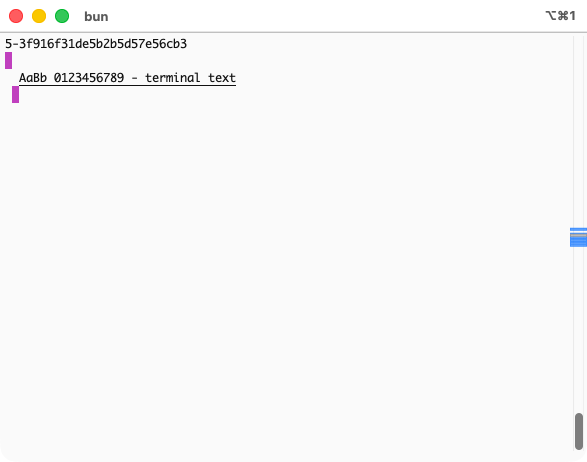 bun ⌥⌘1
5-3f916f31de5b2b5d57e56cb3
AaBb 0123456789 - terminal text